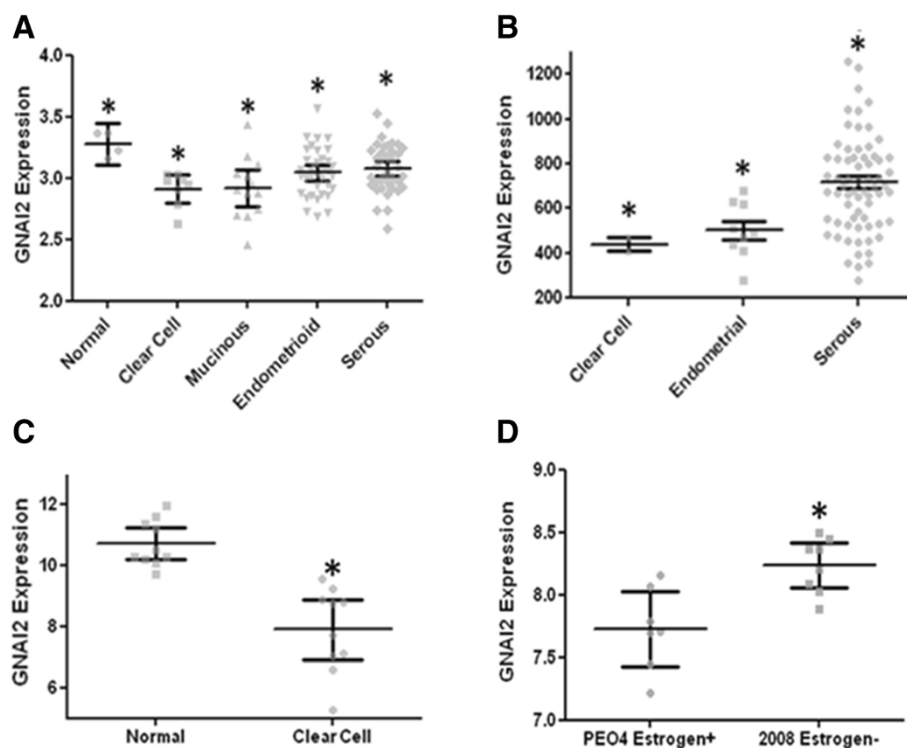 A
GNAI2 Expression
4.0
3.5
3.0
2.5
2.0
*
*
*
*
*
Normal
Clear Cell
Mucinous
Endometrioid
Serous
B
GNAI2 Expression
1200
1000
800
600
400
200
*
*
*
Clear Cell
Endometrial
Serous
C
GNAI2 Expression
12
10
8
6
*
Normal
Clear Cell
D
GNAI2 Expression
9.0
8.5
8.0
7.5
7.0
*
PEO4 Estrogen+
2008 Estrogen-